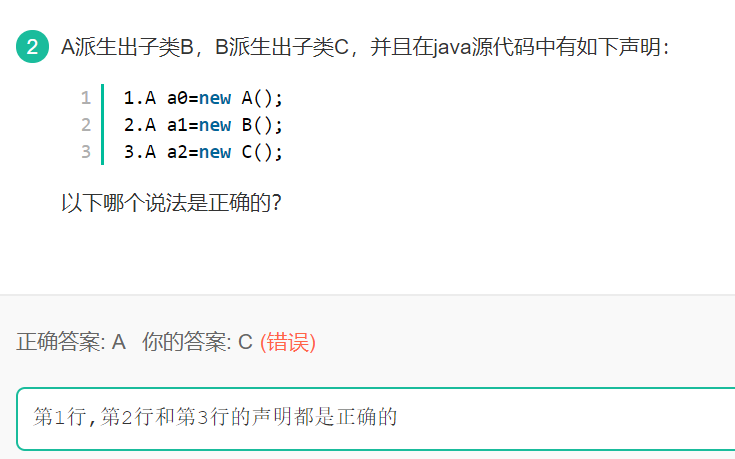 2 A派生出子类B，B派生出子类C，并且在java源代码中有如下声明：
1 1.A a0=new A();
2 2.A a1=new B();
3 3.A a2=new C();
以下哪个说法是正确的？
正确答案: A 你的答案: C (错误)
第1行,第2行和第3行的声明都是正确的